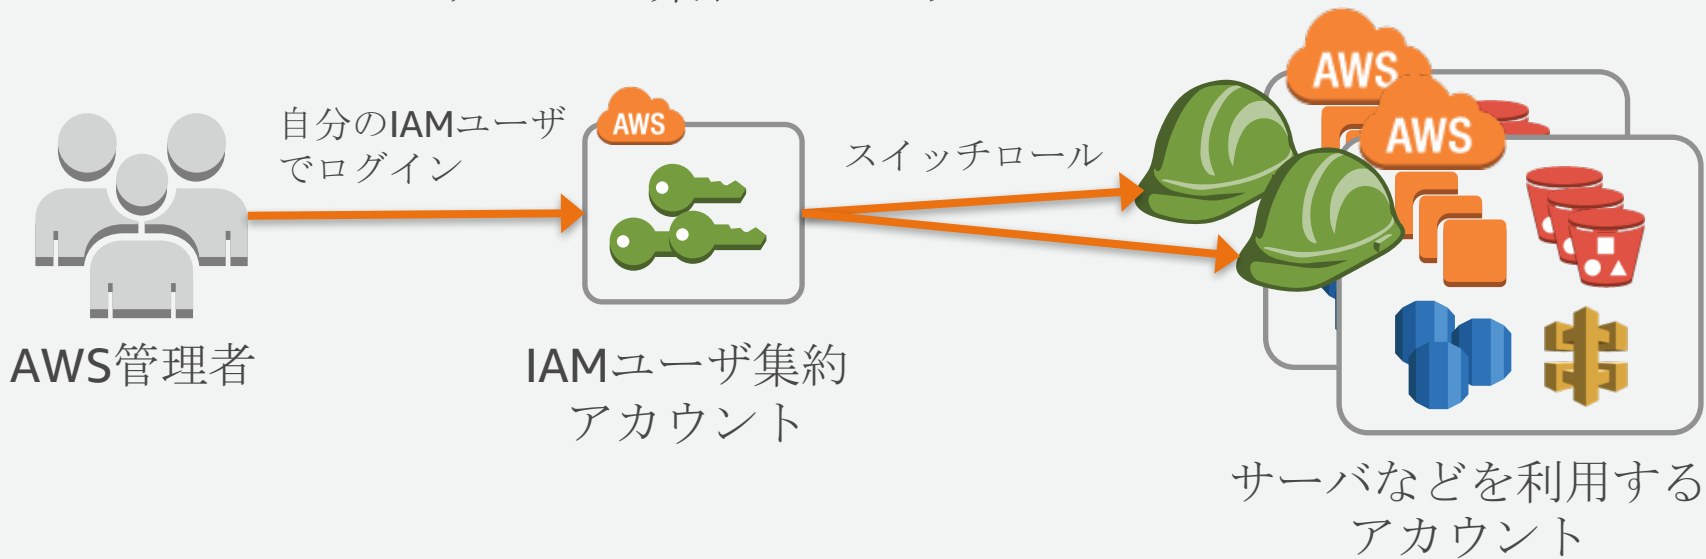 自分のIAMユーザ
でログイン
AWS
スイッチロール
AWS
AWS
AWS管理者
IAMユーザ集約
アカウント
サーバなどを利用する
アカウント